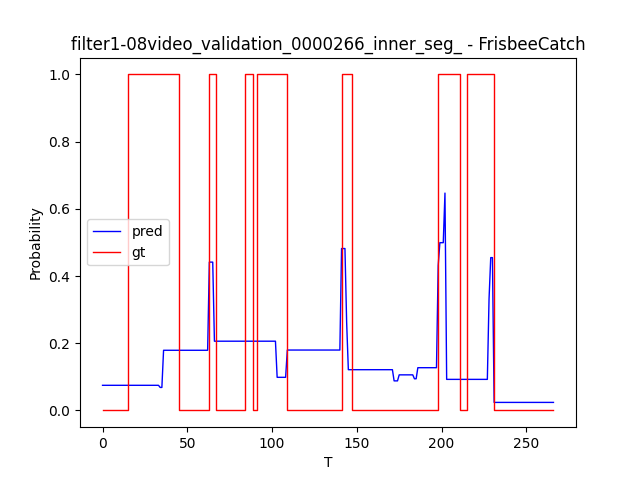 filter1-08video_validation_0000266_inner_seg_ - FrisbeeCatch
1.0
0.8
0.6
0.4
0.2
0.0
Probability
pred
gt
0
50
100
150
200
250
T